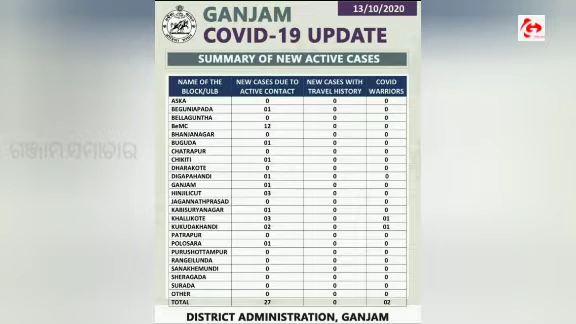 13/10/2020
GANJAM
COVID-19 UPDATE
SUMMARY OF NEW ACTIVE CASES
NAME OF THE BLOCK/ULB NEW CASES DUE TO ACTIVE CONTACT NEW CASES WITH TRAVEL HISTORY COVID WARRIORS
ASKA 0 0 0
BEGUNIAPADA 01 0 0
BELLAGUNTHA 0 0 0
BeMC 12 0 0
BHANJANAGAR 0 0 0
BUGUDA 01 0 0
CHATRAPUR 0 0 0
CHIKITI 01 0 0
DHARAKOTE 0 0 0
DIGAPAHANDI 01 0 0
GANJAM 01 0 0
HINJILICUT 03 0 0
JAGANNATHPRASAD 0 0 0
KABISURYANAGAR 01 0 0
KHALLIKOTE 03 0 01
KUKUDAKHANDI 02 0 01
PATRAPUR 0 0 0
POLOSARA 01 0 0
PURUSHOTTAMPUR 0 0 0
RANGEILUNDA 0 0 0
SANAKHEMUNDI 0 0 0
SHERAGADA 0 0 0
SURADA 0 0 0
OTHER 0 0 0
TOTAL 27 0 02
DISTRICT ADMINISTRATION, GANJAM
ଗଞ୍ଜାମ ସମାଚାର